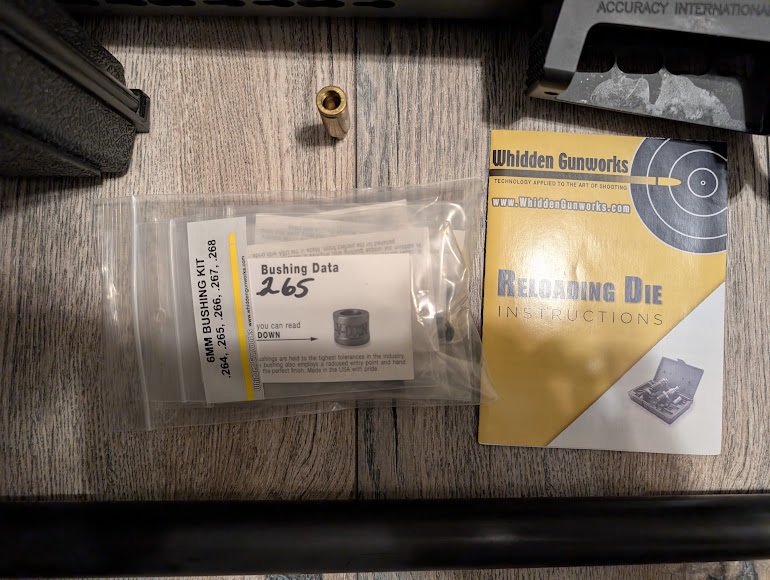 ACCURACY INTERNATIONAL
Whidden Gunworks
TECHNOLOGY APPLIED TO THE ART OF SHOOTING
www.WhiddenGunworks.com
RELOADING DIE
INSTRUCTIONS
6MM BUSHING KIT
.264, .265, .266, .267, .268
www.whiddengunworks.com
Bushing Data
265
you can read
DOWN
bushings are held to the tightest tolerances in the industry.
bushing also employs a radiused entry point and hand
the perfect finish. Made in the USA with pride.